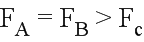 F_A = F_B > F_c